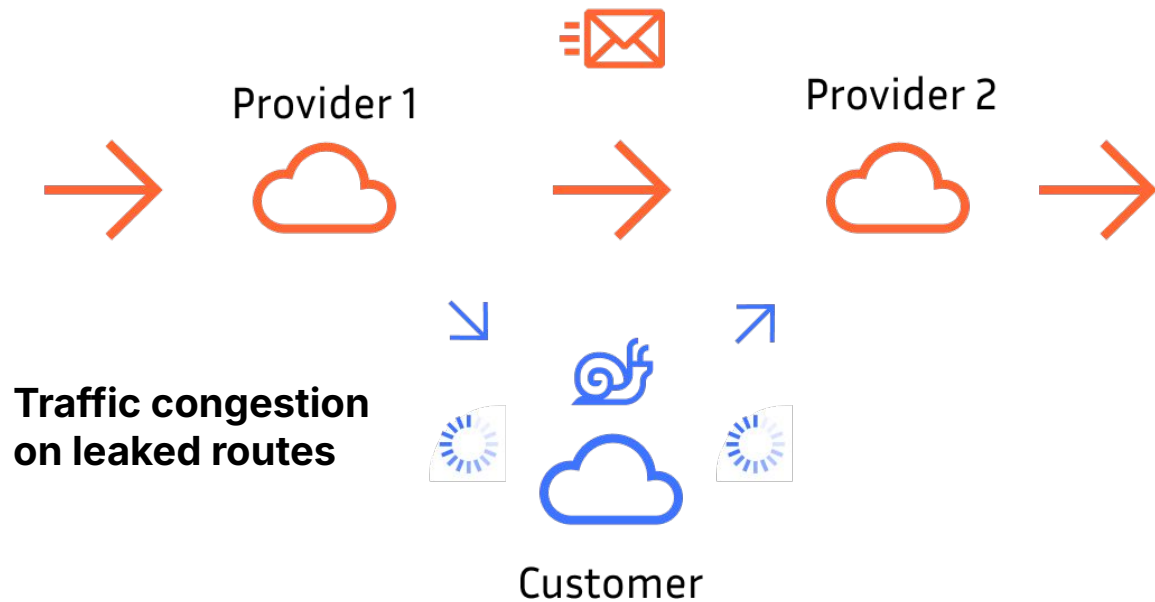 Provider 1
Provider 2
Traffic congestion
on leaked routes
Customer